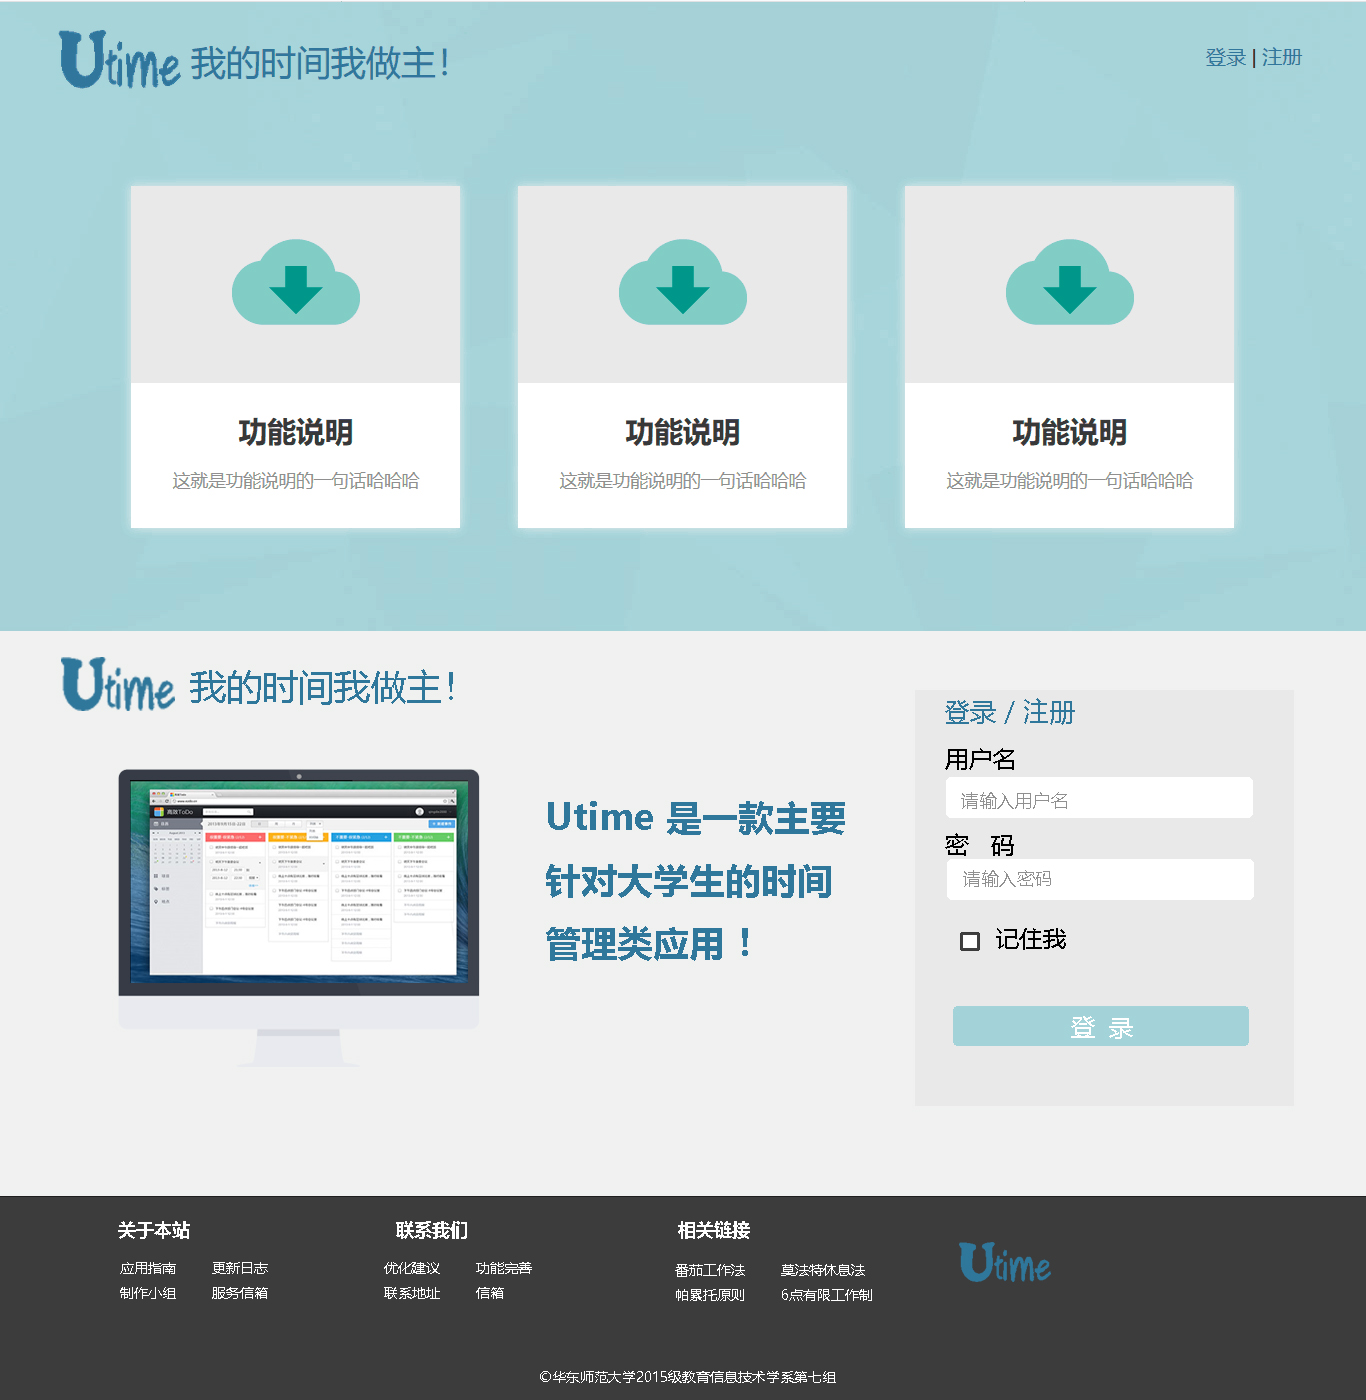 Utime 我的时间我做主！
登录 | 注册
功能说明
这就是功能说明的一句话哈哈哈
功能说明
这就是功能说明的一句话哈哈哈
功能说明
这就是功能说明的一句话哈哈哈
Utime 我的时间我做主！
高效ToDo
Utime 是一款主要
针对大学生的时间
管理类应用 ！
登录 / 注册
用户名
请输入用户名
密 码
请输入密码
记住我
登 录
关于本站
应用指南 更新日志
制作小组 服务信箱
联系我们
优化建议 功能完善
联系地址 信箱
相关链接
番茄工作法 莫法特休息法
帕累托原则 6点有限工作制
Utime
©华东师范大学2015级教育信息技术学系第七组